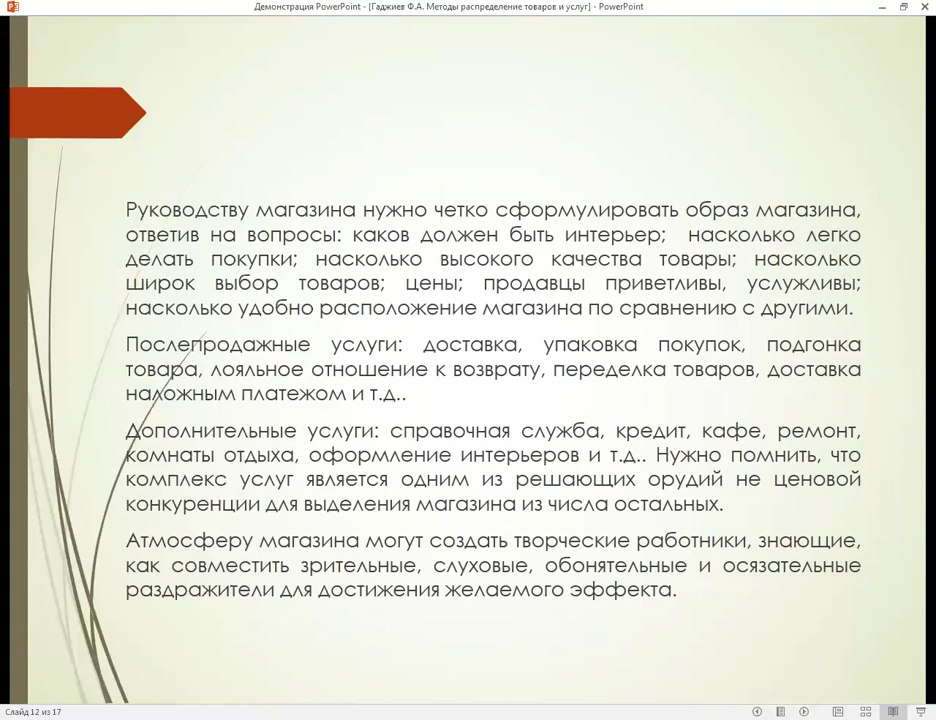 Демонстрация PowerPoint - [Гаджиев Ф.А. Методы распределение товаров и услуг] - PowerPoint
Руководству магазина нужно четко сформулировать образ магазина,
ответив на вопросы: каков должен быть интерьер; насколько легко
делать покупки; насколько высокого качества товары; насколько
широк выбор товаров; цены; продавцы приветливы, услужливы;
насколько удобно расположение магазина по сравнению с другими.
Послепродажные услуги: доставка, упаковка покупок, подгонка
товара, лояльное отношение к возврату, переделка товаров, доставка
наложным платежом и т.д..
Дополнительные услуги: справочная служба, кредит, кафе, ремонт,
комнаты отдыха, оформление интерьеров и т.д.. Нужно помнить, что
комплекс услуг является одним из решающих орудий не ценовой
конкуренции для выделения магазина из числа остальных.
Атмосферу магазина могут создать творческие работники, знающие,
как совместить зрительные, слуховые, обонятельные и осязательные
раздражители для достижения желаемого эффекта.
Слайд 12 из 17